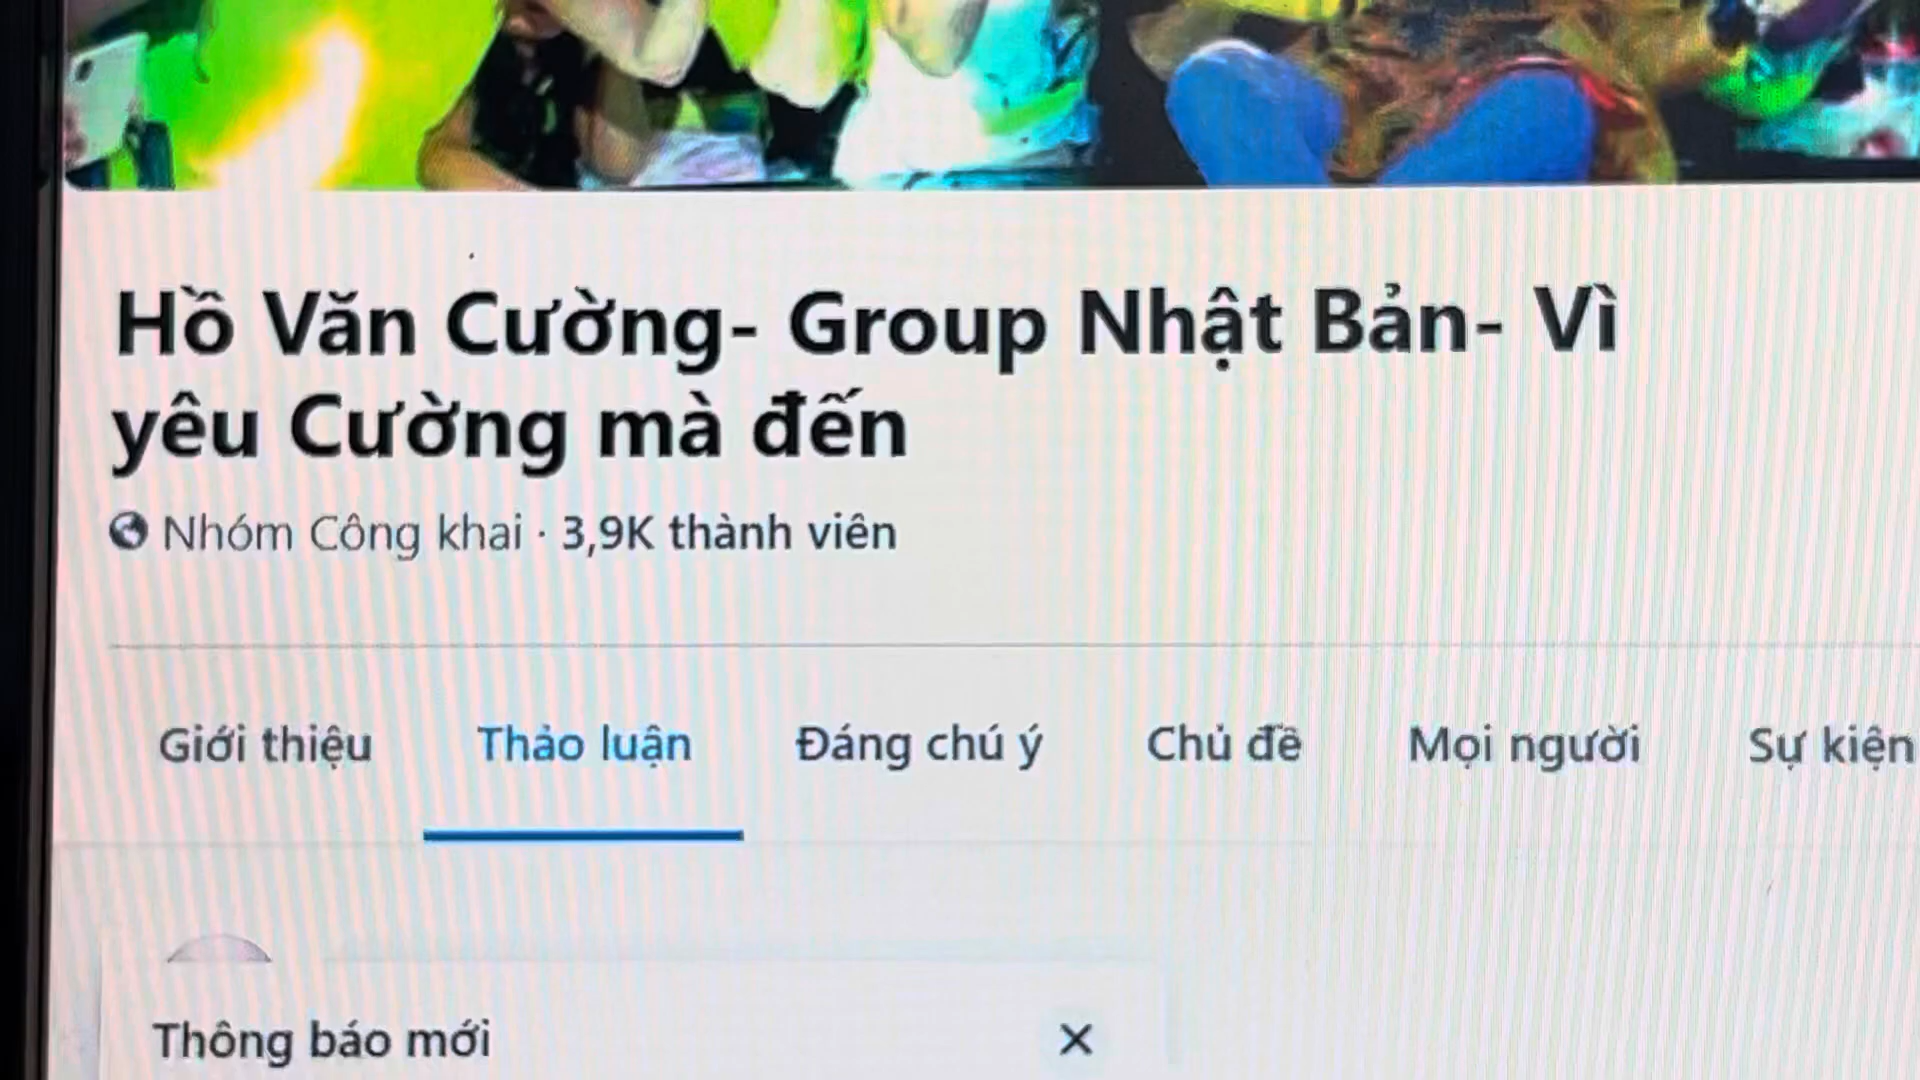 Hồ Văn Cường- Group Nhật Bản- Vì
yêu Cường mà đến
Nhóm Công khai · 3,9K thành viên
Giới thiệu Thảo luận Đáng chú ý Chủ đề Mọi người Sự kiện
Thông báo mới